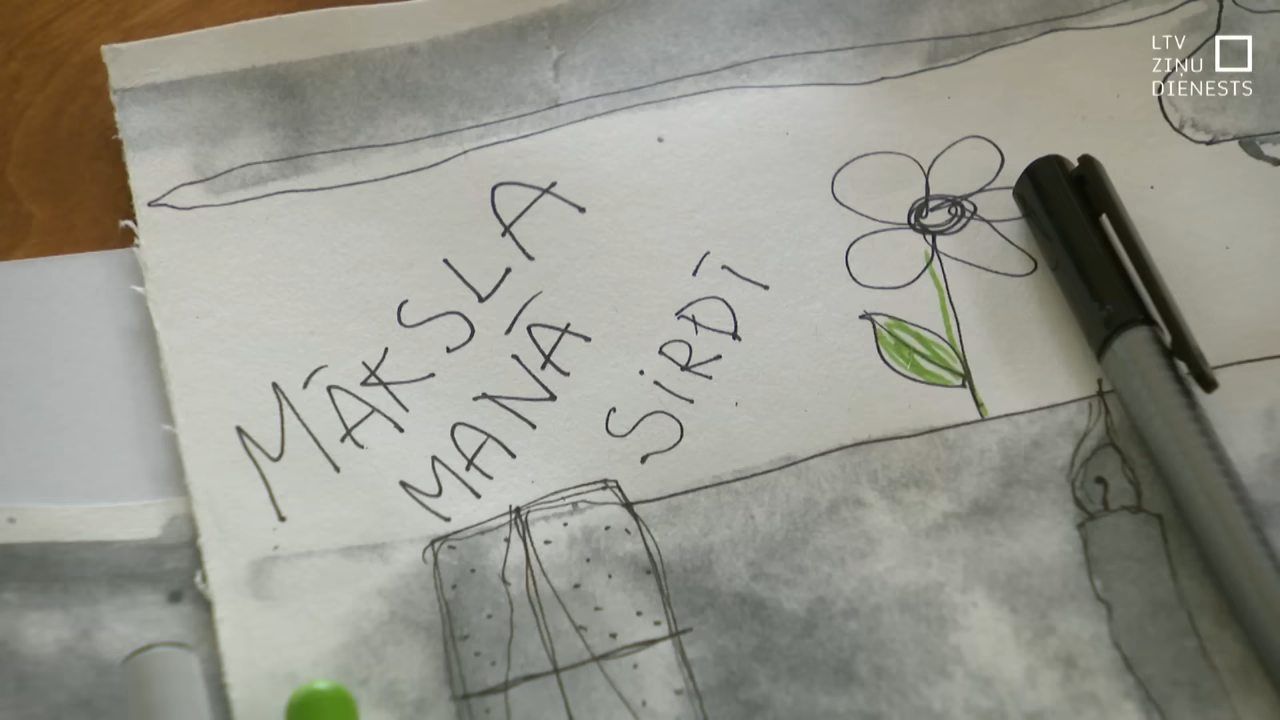 LTV
ZIŅU
DIENESTS
MĀKSLA
MANĀ
SIRDĪ